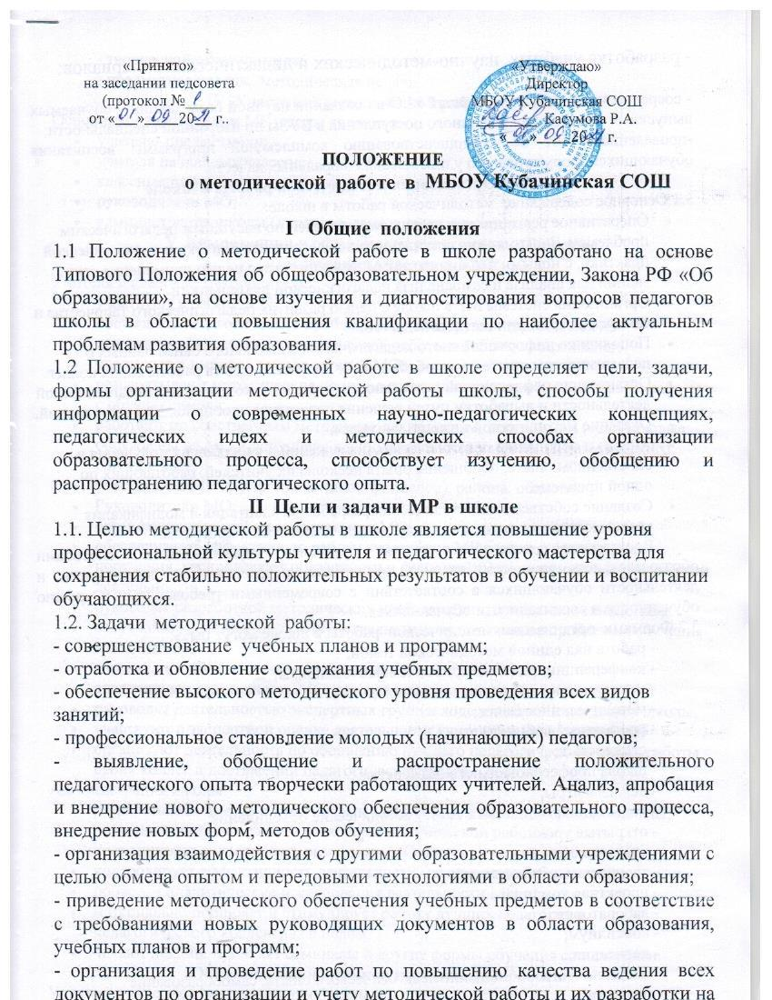 «Принято»
на заседании педсовета
(протокол № 1
от «01» 09 2021 г..
«Утверждаю»
Директор
МБОУ Кубачинская СОШ
Касумова Р.А.
«01» 09 2021 г.
ПОЛОЖЕНИЕ
о методической работе в МБОУ Кубачинская СОШ
I Общие положения
1.1 Положение о методической работе в школе разработано на основе
Типового Положения об общеобразовательном учреждении, Закона РФ «Об
образовании», на основе изучения и диагностирования вопросов педагогов
школы в области повышения квалификации по наиболее актуальным
проблемам развития образования.
1.2 Положение о методической работе в школе определяет цели, задачи,
формы организации методической работы школы, способы получения
информации о современных научно-педагогических концепциях,
педагогических идеях и методических способах организации
образовательного процесса, способствует изучению, обобщению и
распространению педагогического опыта.
II Цели и задачи МР в школе
1.1. Целью методической работы в школе является повышение уровня
профессиональной культуры учителя и педагогического мастерства для
сохранения стабильно положительных результатов в обучении и воспитании
обучающихся.
1.2. Задачи методической работы:
- совершенствование учебных планов и программ;
- отработка и обновление содержания учебных предметов;
- обеспечение высокого методического уровня проведения всех видов
занятий;
- профессиональное становление молодых (начинающих) педагогов;
- выявление, обобщение и распространение положительного
педагогического опыта творчески работающих учителей. Анализ, апробация
и внедрение нового методического обеспечения образовательного процесса,
внедрение новых форм, методов обучения;
- организация взаимодействия с другими образовательными учреждениями с
целью обмена опытом и передовыми технологиями в области образования;
- приведение методического обеспечения учебных предметов в соответствие
с требованиями новых руководящих документов в области образования,
учебных планов и программ;
- организация и проведение работ по повышению качества ведения всех
документов по организации и учету методической работы и их разработки на